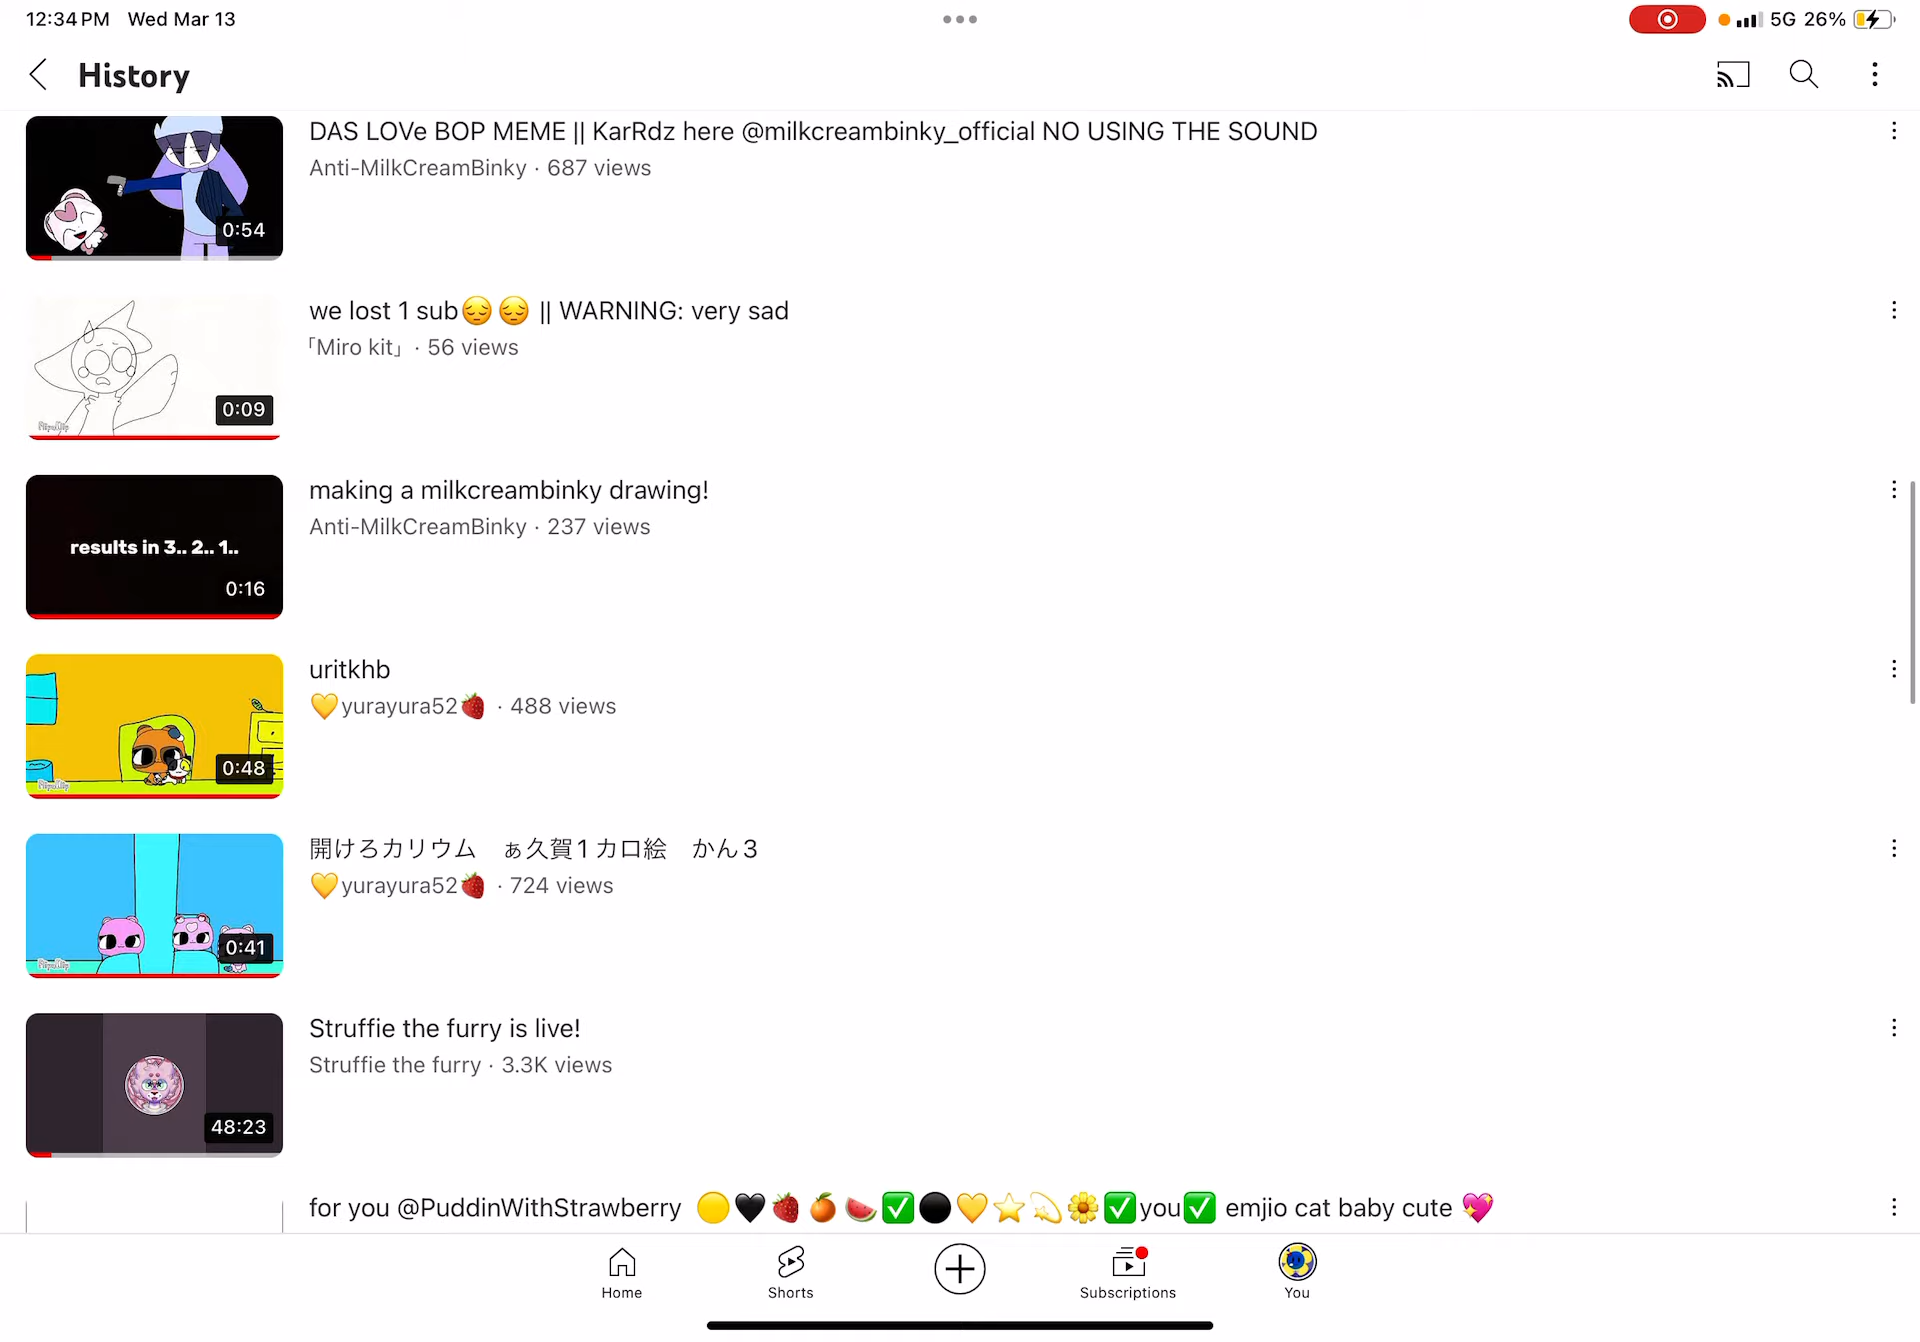 12:34 PM Wed Mar 13
5G 26%
History
DAS LOVe BOP MEME || KarRdz here @milkcreambinky_official NO USING THE SOUND
Anti-MilkCreamBinky · 687 views
0:54
we lost 1 sub😔😔 || WARNING: very sad
「Miro kit」 · 56 views
0:09
FlipaClip
making a milkcreambinky drawing!
Anti-MilkCreamBinky · 237 views
results in 3.. 2.. 1..
0:16
uritkhb
💛yurayura52🍓 · 488 views
0:48
FlipaClip
開けろカリウム　ぁ久賀１カロ絵　かん３
💛yurayura52🍓 · 724 views
0:41
FlipaClip
Struffie the furry is live!
Struffie the furry · 3.3K views
48:23
for you @PuddinWithStrawberry 🟡🖤🍓🍊🍉✅⚫💛⭐💫🌼✅you✅ emjio cat baby cute 💖
Home
Shorts
Subscriptions
You